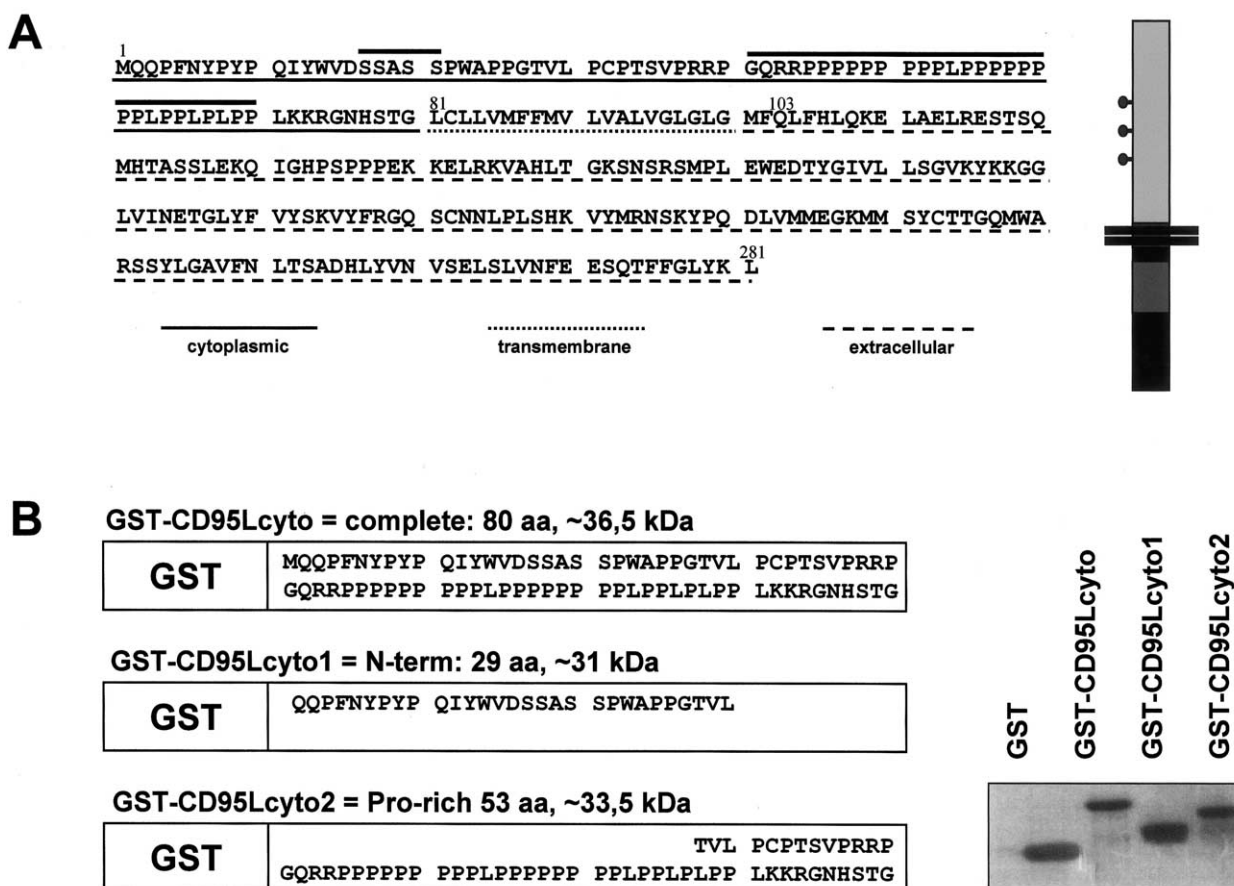 A
1
MQQPFNYPYP QIYWVDSSAS SPWAPPGTVL PCPTSVPRRP GQRRPPPPPP PPPLPPPPPP
81 103
PPLPPLPLPP LKKRGNHSTG LCLLVMFFMV LVALVGLGLG MFQLFHLQKE LAELRESTSQ
MHTASSLEKQ IGHPSPPPEK KELRKVAHLT GKSNSRSMPL EWEDTYGIVL LSGVKYKKGG
LVINETGLYF VYSKVYFRGQ SCNNLPLSHK VYMRNSKYPQ DLVMMEGKMM SYCTTGQMWA
281
RSSYLGAVFN LTSADHLYVN VSELSLVNFE ESQTFFGLYK L
cytoplasmic transmembrane extracellular
B
GST-CD95Lcyto = complete: 80 aa, ~36,5 kDa
GST
MQQPFNYPYP QIYWVDSSAS SPWAPPGTVL PCPTSVPRRP
GQRRPPPPPP PPPLPPPPPP PPLPPLPLPP LKKRGNHSTG
GST-CD95Lcyto1 = N-term: 29 aa, ~31 kDa
GST
QQPFNYPYP QIYWVDSSAS SPWAPPGTVL
GST-CD95Lcyto2 = Pro-rich 53 aa, ~33,5 kDa
GST
TVL PCPTSVPRRP
GQRRPPPPPP PPPLPPPPPP PPLPPLPLPP LKKRGNHSTG
GST
GST-CD95Lcyto
GST-CD95Lcyto1
GST-CD95Lcyto2